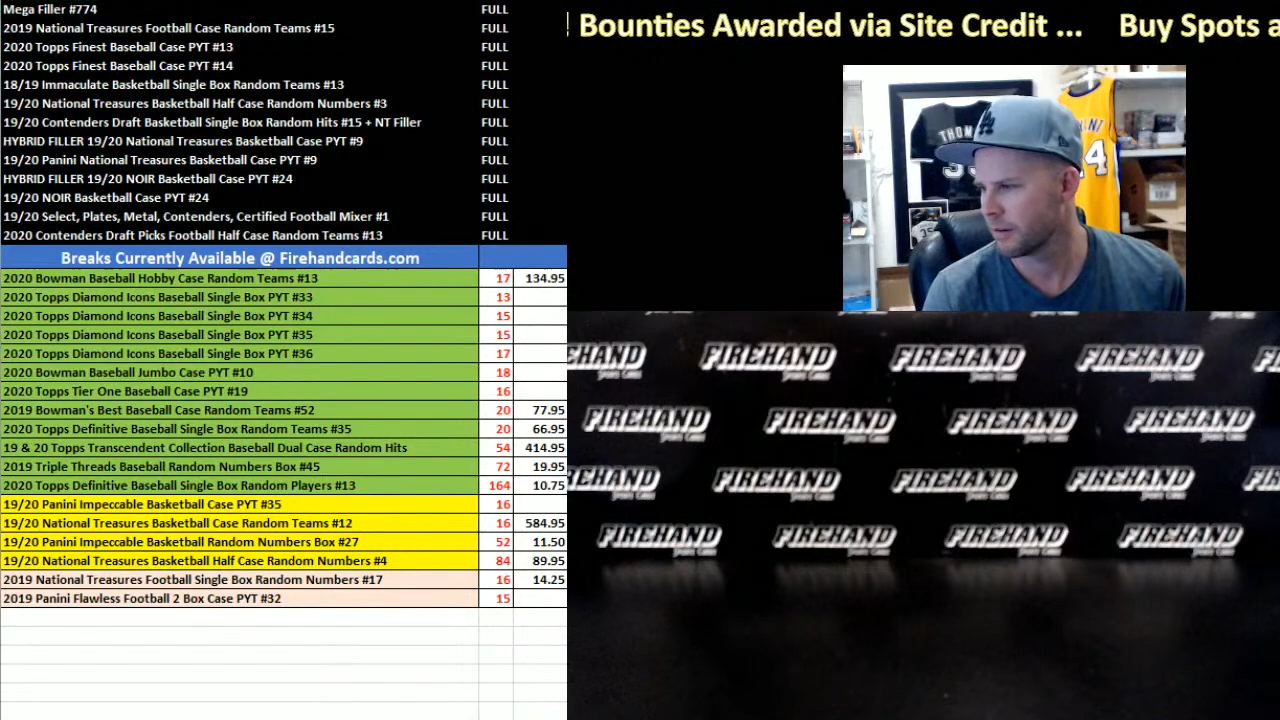 Mega Filler #774 FULL
2019 National Treasures Football Case Random Teams #15 FULL
2020 Topps Finest Baseball Case PYT #13 FULL
2020 Topps Finest Baseball Case PYT #14 FULL
18/19 Immaculate Basketball Single Box Random Teams #13 FULL
19/20 National Treasures Basketball Half Case Random Numbers #3 FULL
19/20 Contenders Draft Basketball Single Box Random Hits #15 + NT Filler FULL
HYBRID FILLER 19/20 National Treasures Basketball Case PYT #9 FULL
19/20 Panini National Treasures Basketball Case PYT #9 FULL
HYBRID FILLER 19/20 NOIR Basketball Case PYT #24 FULL
19/20 NOIR Basketball Case PYT #24 FULL
19/20 Select, Plates, Metal, Contenders, Certified Football Mixer #1 FULL
2020 Contenders Draft Picks Football Half Case Random Teams #13 FULL
Breaks Currently Available @ Firehandcards.com
2020 Bowman Baseball Hobby Case Random Teams #13 17 134.95
2020 Topps Diamond Icons Baseball Single Box PYT #33 13
2020 Topps Diamond Icons Baseball Single Box PYT #34 15
2020 Topps Diamond Icons Baseball Single Box PYT #35 15
2020 Topps Diamond Icons Baseball Single Box PYT #36 17
2020 Bowman Baseball Jumbo Case PYT #10 18
2020 Topps Tier One Baseball Case PYT #19 16
2019 Bowman's Best Baseball Case Random Teams #52 20 77.95
2020 Topps Definitive Baseball Single Box Random Teams #35 20 66.95
19 & 20 Topps Transcendent Collection Baseball Dual Case Random Hits 54 414.95
2019 Triple Threads Baseball Random Numbers Box #45 72 19.95
2020 Topps Definitive Baseball Single Box Random Players #13 164 10.75
19/20 Panini Impeccable Basketball Case PYT #35 16
19/20 National Treasures Basketball Case Random Teams #12 16 584.95
19/20 Panini Impeccable Basketball Random Numbers Box #27 52 11.50
19/20 National Treasures Basketball Half Case Random Numbers #4 84 89.95
2019 National Treasures Football Single Box Random Numbers #17 16 14.25
2019 Panini Flawless Football 2 Box Case PYT #32 15
! Bounties Awarded via Site Credit ... Buy Spots a
THOM
LA
FIREHAND FIREHAND FIREHAND FIREHAND
FIREHAND FIREHAND FIREHAND FIREHAND
FIREHAND FIREHAND FIREHAND FIREHAND
FIREHAND FIREHAND FIREHAND FIREHAND